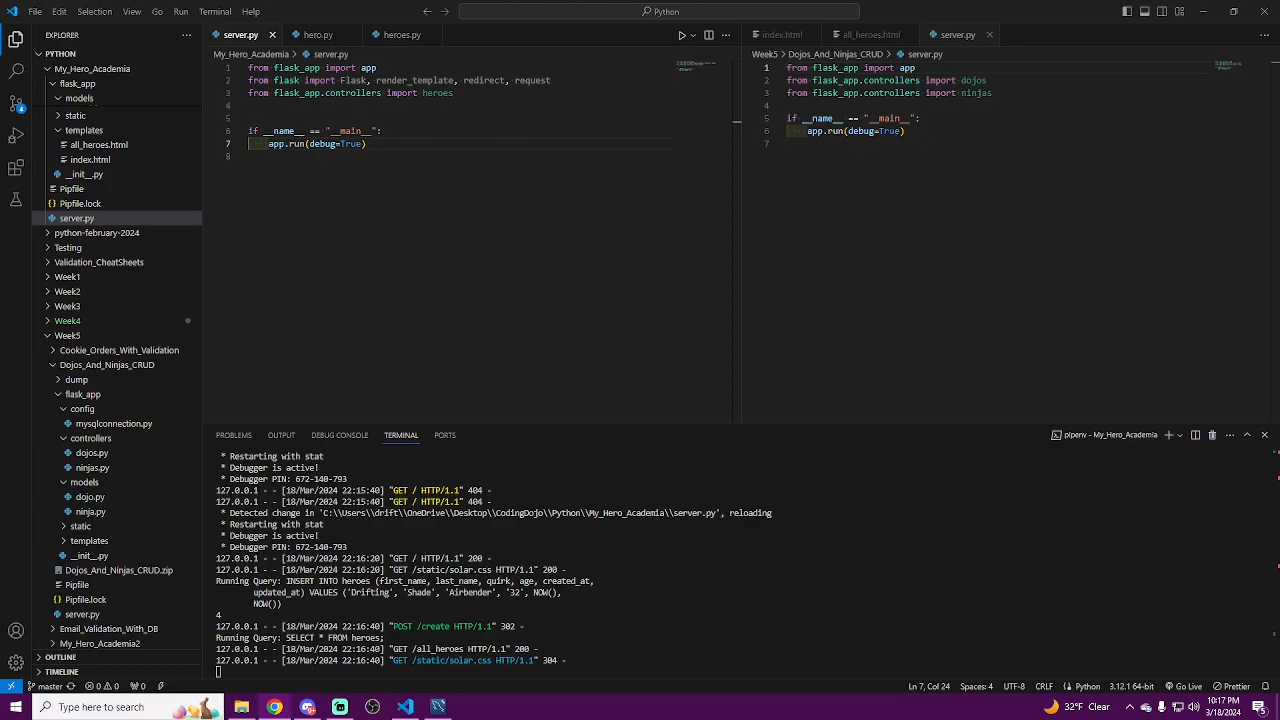 File Edit Selection View Go Run Terminal Help
Python
EXPLORER
PYTHON
My_Hero_Academia
flask_app
models
static
templates
all_heroes.html
index.html
__init__.py
Pipfile
Pipfile.lock
server.py
python-february-2024
Testing
Validation_CheatSheets
Week1
Week2
Week3
Week4
Week5
Cookie_Orders_With_Validation
Dojos_And_Ninjas_CRUD
dump
flask_app
config
mysqlconnection.py
controllers
dojos.py
ninjas.py
models
dojo.py
ninja.py
static
templates
__init__.py
Dojos_And_Ninjas_CRUD.zip
Pipfile
Pipfile.lock
server.py
Email_Validation_With_DB
My_Hero_Academia2
OUTLINE
TIMELINE
server.py hero.py heroes.py
My_Hero_Academia > server.py
1 from flask_app import app
2 from flask import Flask, render_template, redirect, request
3 from flask_app.controllers import heroes
4
5
6 if __name__ == "__main__":
7 app.run(debug=True)
8
index.html all_heroes.html server.py
Week5 > Dojos_And_Ninjas_CRUD > server.py
1 from flask_app import app
2 from flask_app.controllers import dojos
3 from flask_app.controllers import ninjas
4
5 if __name__ == "__main__":
6 app.run(debug=True)
7
PROBLEMS OUTPUT DEBUG CONSOLE TERMINAL PORTS
pipenv - My_Hero_Academia
* Restarting with stat
* Debugger is active!
* Debugger PIN: 672-140-793
127.0.0.1 - - [18/Mar/2024 22:15:40] "GET / HTTP/1.1" 404 -
127.0.0.1 - - [18/Mar/2024 22:15:40] "GET / HTTP/1.1" 404 -
* Detected change in 'C:\\Users\\drift\\OneDrive\\Desktop\\CodingDojo\\Python\\My_Hero_Academia\\server.py', reloading
* Restarting with stat
* Debugger is active!
* Debugger PIN: 672-140-793
127.0.0.1 - - [18/Mar/2024 22:16:20] "GET / HTTP/1.1" 200 -
127.0.0.1 - - [18/Mar/2024 22:16:20] "GET /static/solar.css HTTP/1.1" 200 -
Running Query: INSERT INTO heroes (first_name, last_name, quirk, age, created_at,
updated_at) VALUES ('Drifting', 'Shade', 'Airbender', '32', NOW(),
NOW())
4
127.0.0.1 - - [18/Mar/2024 22:16:40] "POST /create HTTP/1.1" 302 -
Running Query: SELECT * FROM heroes;
127.0.0.1 - - [18/Mar/2024 22:16:40] "GET /all_heroes HTTP/1.1" 200 -
127.0.0.1 - - [18/Mar/2024 22:16:40] "GET /static/solar.css HTTP/1.1" 304 -
master 0 0 0 Ln 7, Col 24 Spaces: 4 UTF-8 CRLF Python 3.12.1 64-bit Go Live Prettier
Type here to search
32°F Clear
10:17 PM
3/18/2024